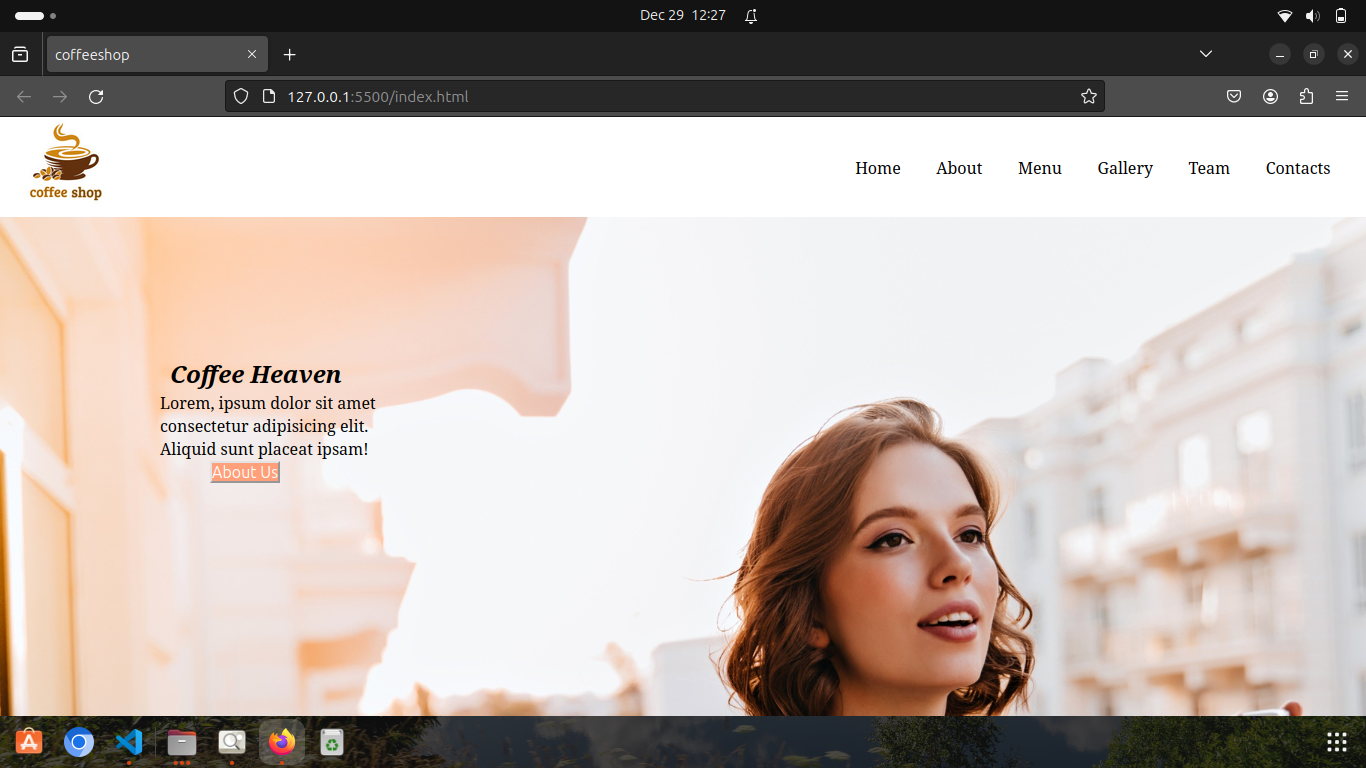 Dec 29 12:27
coffeeshop
127.0.0.1:5500/index.html
coffee shop
Home About Menu Gallery Team Contacts
Coffee Heaven
Lorem, ipsum dolor sit amet
consectetur adipisicing elit.
Aliquid sunt placeat ipsam!
About Us